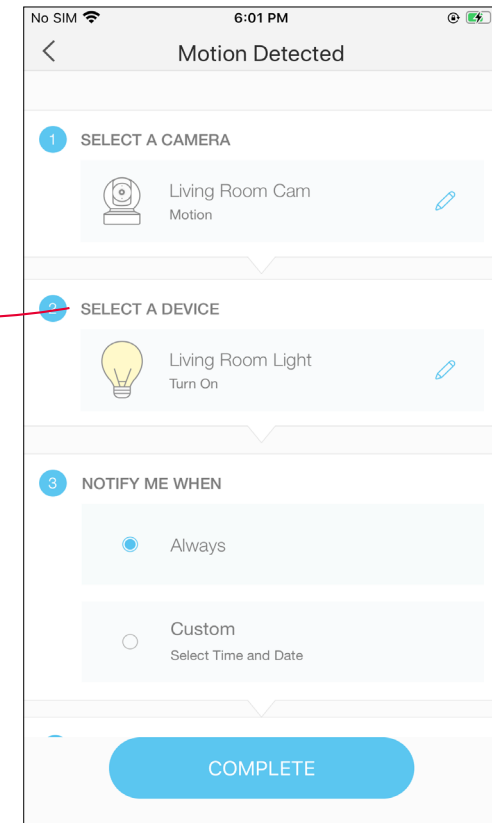 No SIM 6:01 PM
Motion Detected
1 SELECT A CAMERA
Living Room Cam
Motion
2 SELECT A DEVICE
Living Room Light
Turn On
3 NOTIFY ME WHEN
Always
Custom
Select Time and Date
COMPLETE